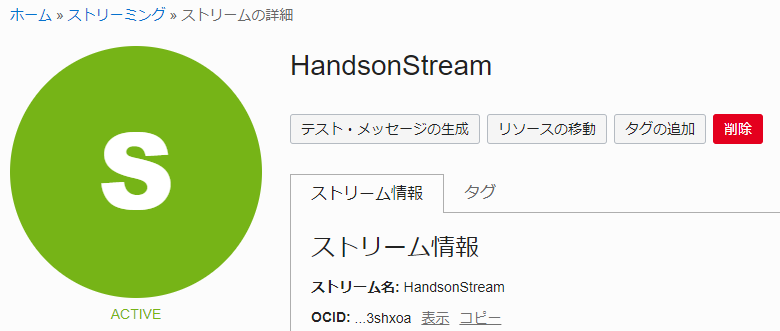 ホーム » ストリーミング » ストリームの詳細
S
ACTIVE
HandsonStream
テスト・メッセージの生成 リソースの移動 タグの追加 削除
ストリーム情報 タグ
ストリーム情報
ストリーム名: HandsonStream
OCID: ...3shxoa 表示 コピー